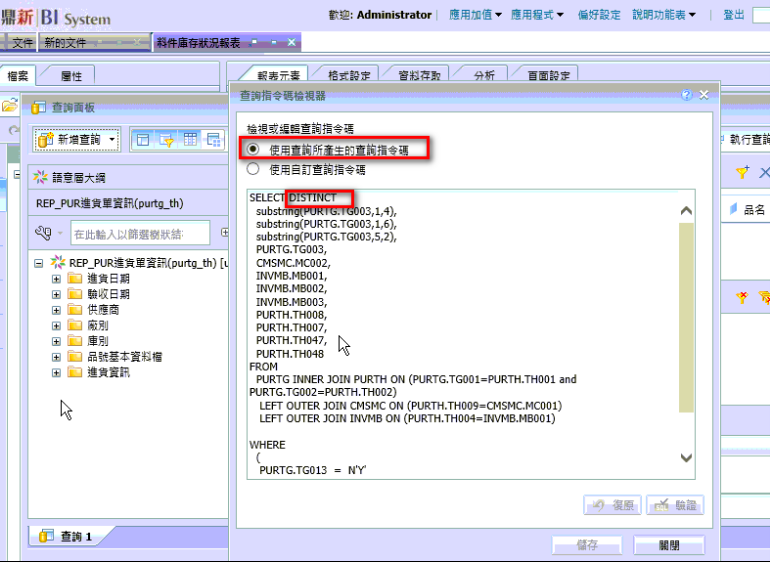 鼎新 BI System
歡迎: Administrator | 應用加值 應用程式 偏好設定 說明功能表 | 登出
文件 新的文件 料件庫存狀況報表
檔案 屬性 報表元素 格式設定 資料存取 分析 頁面設定
查詢面板
新增查詢
語意層大綱
REP_PUR進貨單資訊(purtg_th)
在此輸入以篩選樹狀結
REP_PUR進貨單資訊(purtg_th) [u
進貨日期
驗收日期
供應商
廠別
庫別
品號基本資料檔
進貨資訊
查詢 1
查詢指令碼檢視器
檢視或編輯查詢指令碼
使用查詢所產生的查詢指令碼
使用自訂查詢指令碼
SELECT DISTINCT
substring(PURTG.TG003,1,4),
substring(PURTG.TG003,1,6),
substring(PURTG.TG003,5,2),
PURTG.TG003,
CMSMC.MC002,
INVMB.MB001,
INVMB.MB002,
INVMB.MB003,
PURTH.TH008,
PURTH.TH007,
PURTH.TH047,
PURTH.TH048
FROM
PURTG INNER JOIN PURTH ON (PURTG.TG001=PURTH.TH001 and
PURTG.TG002=PURTH.TH002)
LEFT OUTER JOIN CMSMC ON (PURTH.TH009=CMSMC.MC001)
LEFT OUTER JOIN INVMB ON (PURTH.TH004=INVMB.MB001)
WHERE
(
PURTG.TG013 = N'Y'
復原 驗證
儲存 關閉
執行查詢
品名